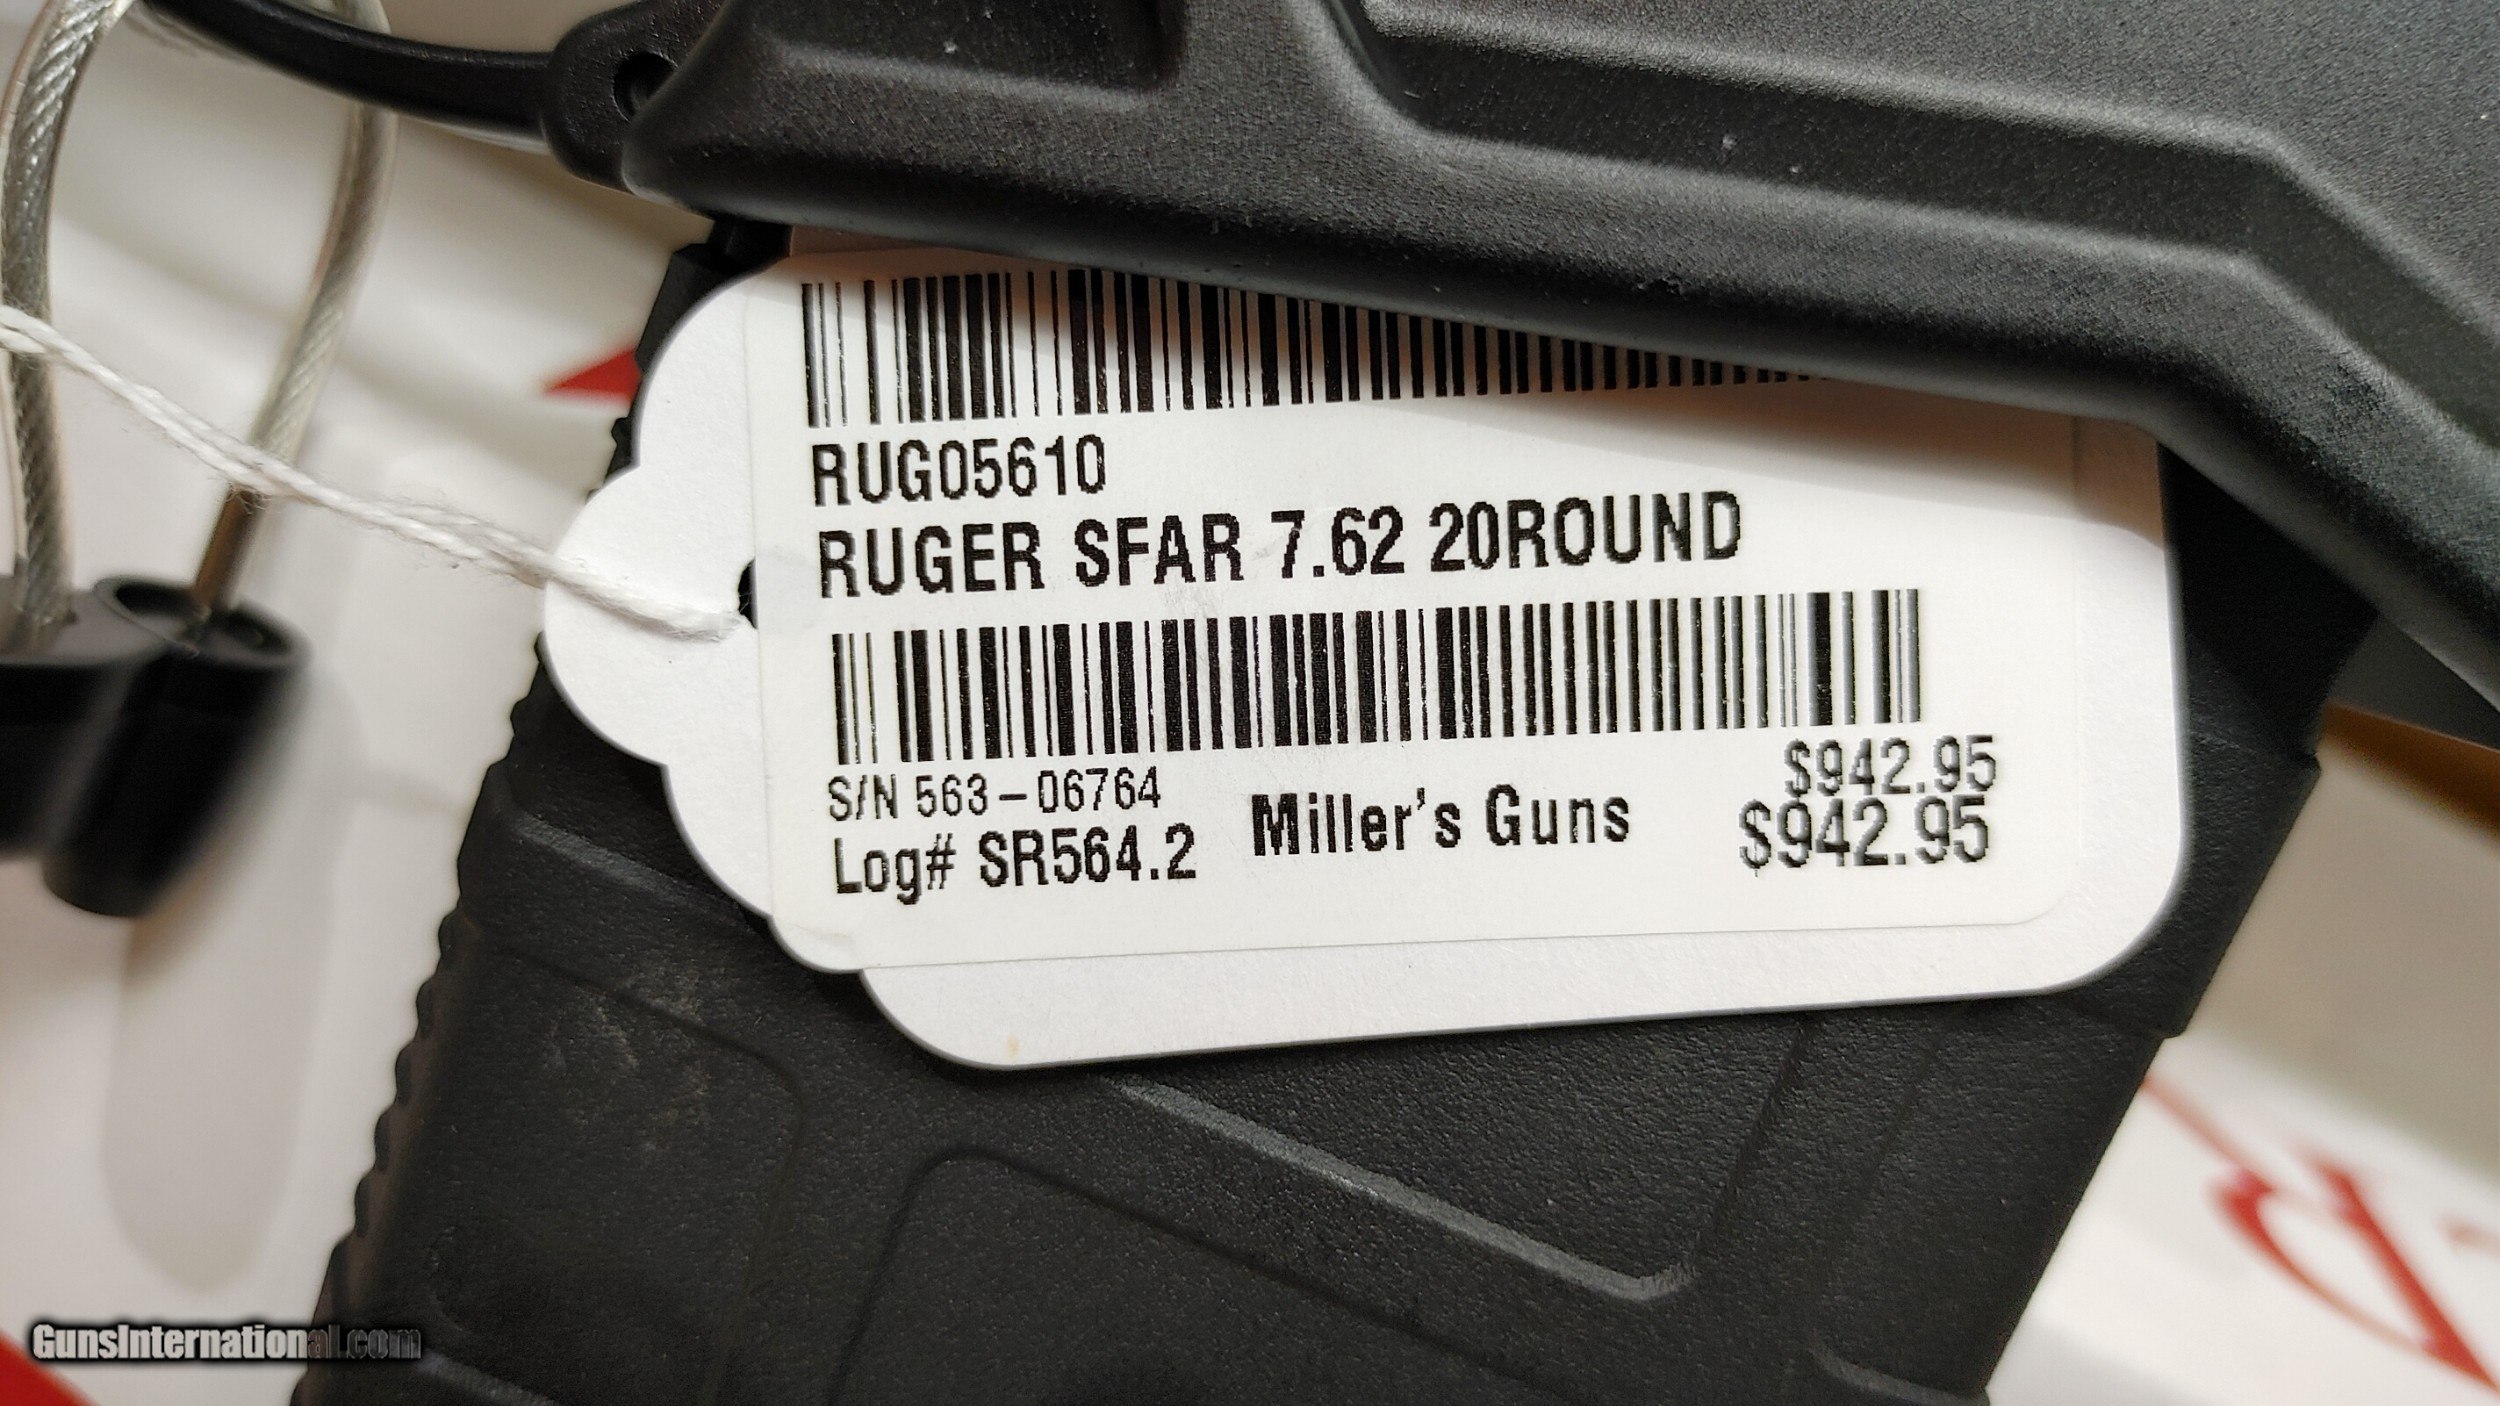 RUG05610
RUGER SFAR 7.62 20ROUND
S/N 563-06764
$942.95
Log# SR564.2
Miller's Guns
$942.95
GunsInternational.com